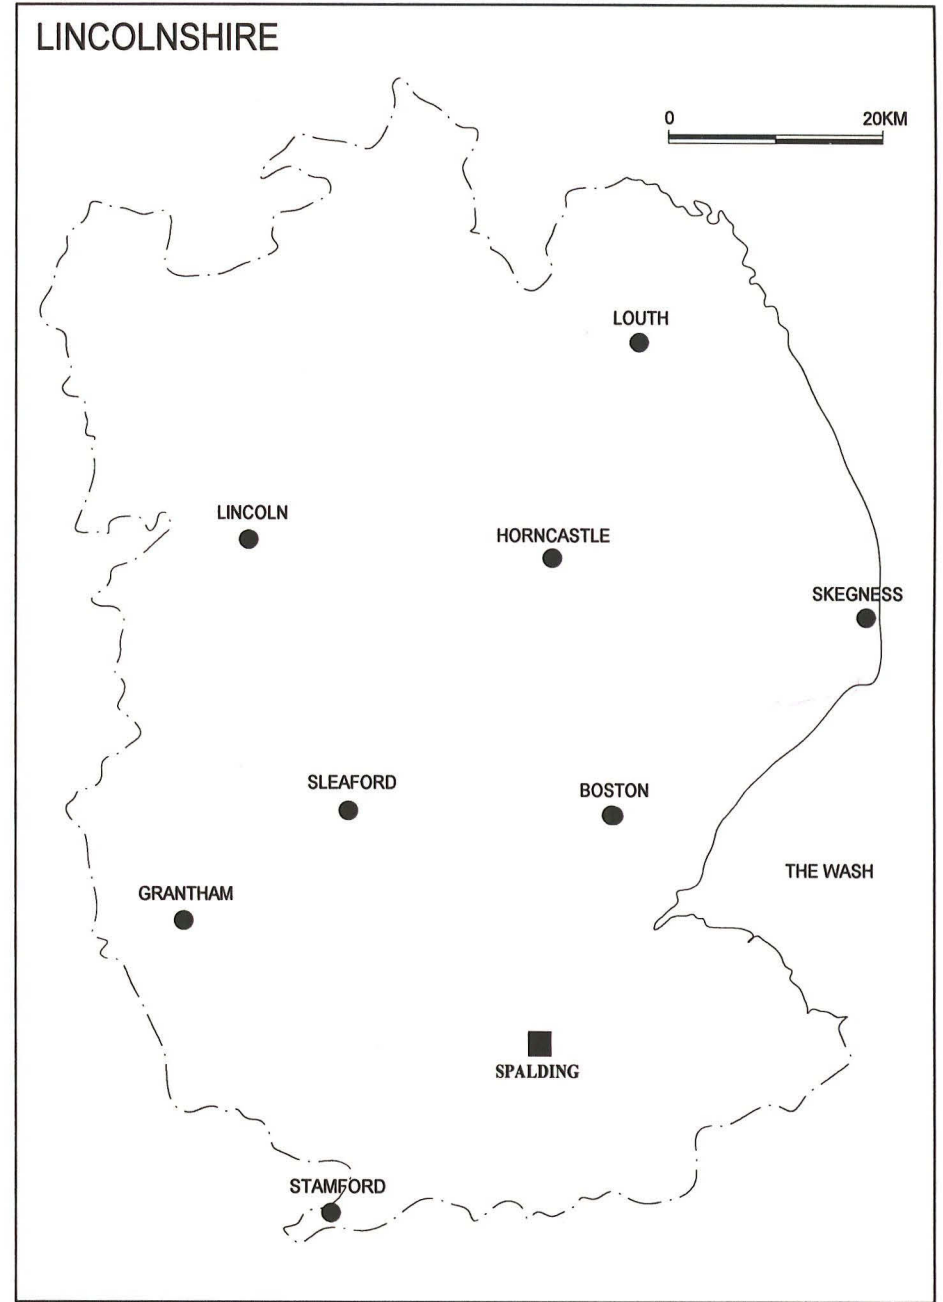 LINCOLNSHIRE
0 20KM
LOUTH
LINCOLN
HORNCASTLE
SKEGNESS
SLEAFORD
BOSTON
THE WASH
GRANTHAM
SPALDING
STAMFORD